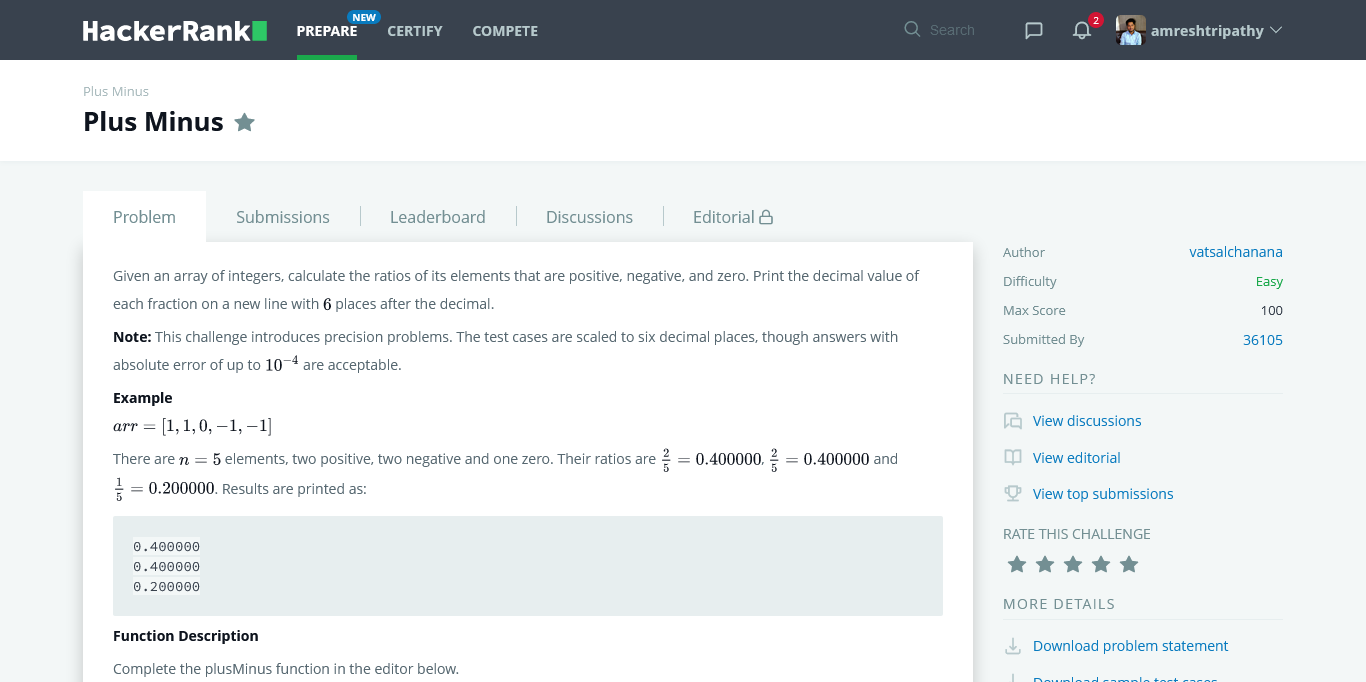 HackerRank
PREPARE
NEW
CERTIFY
COMPETE
Search
2
amreshtripathy
Plus Minus
Plus Minus
Problem
Submissions
Leaderboard
Discussions
Editorial
Given an array of integers, calculate the ratios of its elements that are positive, negative, and zero. Print the decimal value of
each fraction on a new line with 6 places after the decimal.
Note: This challenge introduces precision problems. The test cases are scaled to six decimal places, though answers with
absolute error of up to 10⁻⁴ are acceptable.
Example
arr = [1, 1, 0, −1, −1]
There are n = 5 elements, two positive, two negative and one zero. Their ratios are 2/5 = 0.400000, 2/5 = 0.400000 and
1/5 = 0.200000. Results are printed as:
0.400000
0.400000
0.200000
Function Description
Complete the plusMinus function in the editor below.
Author vatsalchanana
Difficulty Easy
Max Score 100
Submitted By 36105
NEED HELP?
View discussions
View editorial
View top submissions
RATE THIS CHALLENGE
MORE DETAILS
Download problem statement
Download sample test cases